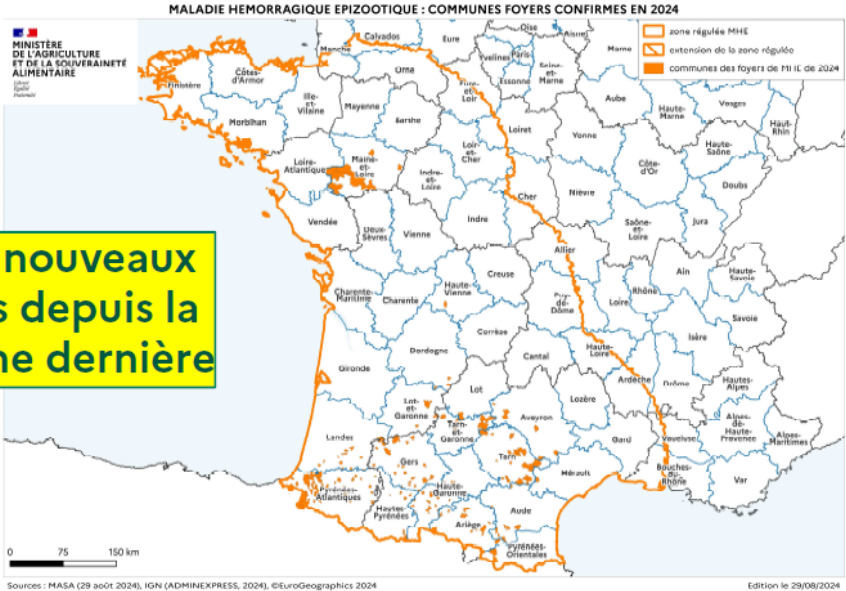 MALADIE HEMORRAGIQUE EPIZOOTIQUE : COMMUNES FOYERS CONFIRMES EN 2024
MINISTÈRE
DE L'AGRICULTURE
ET DE LA SOUVERAINETÉ
ALIMENTAIRE
Liberté
Égalité
Fraternité
zone régulée MHE
extension de la zone régulée
communes des foyers de MHE de 2024
nouveaux
s depuis la
ne dernière
Calvados
Eure
Oise
Aisne
Manche
Orne
Yvelines
Paris
Essonne
Seine-
et-
Marne
Marne
Finistère
Côtes-
d'Armor
Ille-
et-
Vilaine
Mayenne
Sarthe
Eure-
et-
Loir
Aube
Haute-
Marne
Vosges
Haut-
Rhin
Morbihan
Loiret
Yonne
Loir-
et-
Cher
Haute-
Saône
Loire-
Atlantique
Maine-
et-
Loire
Indre-
et-
Loire
Cher
Nièvre
Côte-
d'Or
Doubs
Vendée
Deux-
Sèvres
Vienne
Indre
Saône-
et-
Loire
Jura
Allier
Charente-
Maritime
Charente
Haute-
Vienne
Creuse
Puy-
de-
Dôme
Loire
Rhône
Ain
Haute-
Savoie
Savoie
Corrèze
Isère
Dordogne
Cantal
Haute-
Loire
Gironde
Ardèche
Drôme
Hautes-
Alpes
Lot-
et-
Garonne
Lot
Aveyron
Lozère
Tarn-
et-
Garonne
Gard
Vaucluse
Alpes-
de-
Haute-
Provence
Alpes-
Maritimes
Landes
Gers
Tarn
Hérault
Bouches-
du-
Rhône
Var
Pyrénées-
Atlantiques
Haute-
Garonne
Hautes-
Pyrénées
Ariège
Aude
Pyrénées-
Orientales
0 75 150 km
Sources : MASA (29 août 2024), IGN (ADMINEXPRESS, 2024), ©EuroGeographics 2024
Edition le 29/08/2024